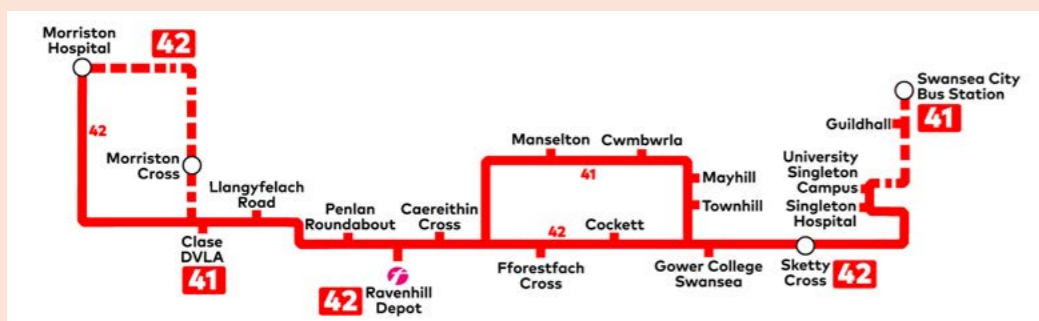 Morriston
Hospital
42
42
Morriston
Cross
Llangyfelach
Road
Clase
DVLA
41
Penlan
Roundabout
Caereithin
Cross
42
Ravenhill
Depot
Manselton
Cwmbwrla
41
Mayhill
Townhill
42
Cockett
Fforestfach
Cross
Gower College
Swansea
Sketty
Cross
42
Swansea City
Bus Station
41
Guildhall
University
Singleton
Campus
Singleton
Hospital